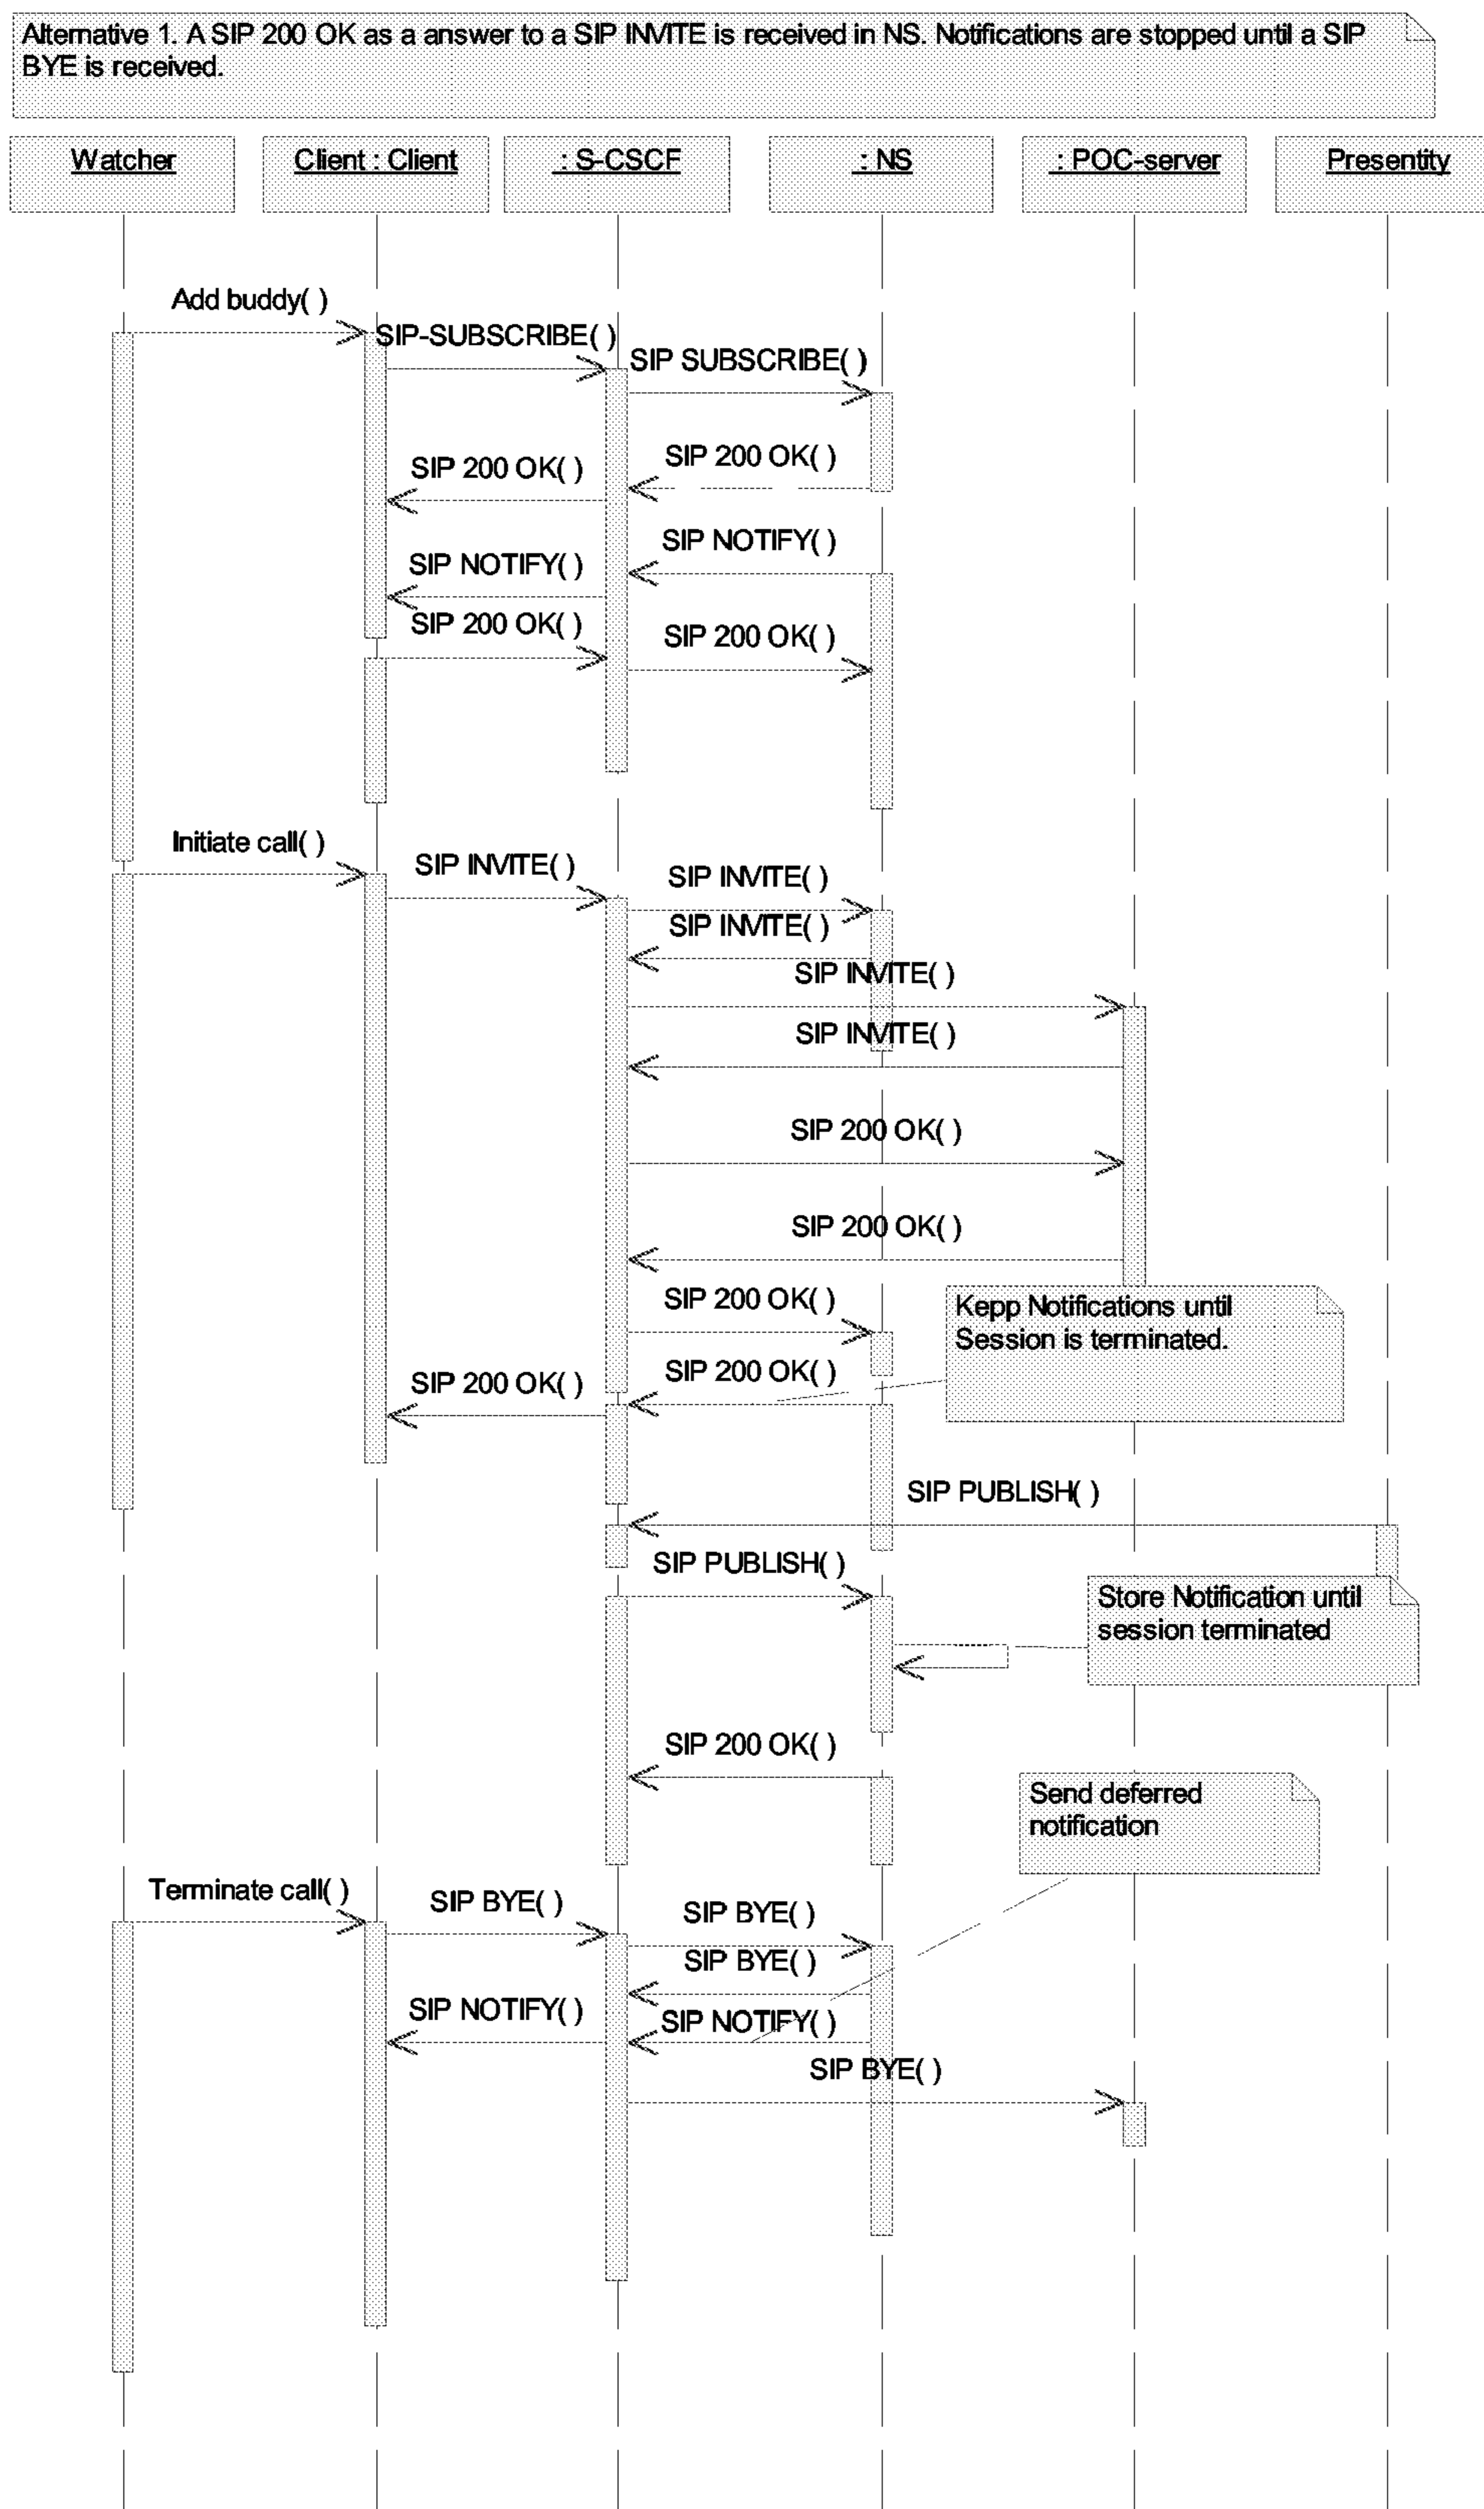 Alternative 1. A SIP 200 OK as a answer to a SIP INVITE is received in NS. Notifications are stopped until a SIP
BYE is received.
Watcher
Client : Client
: S-CSCF
: NS
: POC-server
Presentity
Add buddy( )
SIP-SUBSCRIBE( )
SIP SUBSCRIBE( )
SIP 200 OK( )
SIP 200 OK( )
SIP NOTIFY( )
SIP NOTIFY( )
SIP 200 OK( )
SIP 200 OK( )
Initiate call( )
SIP INVITE( )
SIP INVITE( )
SIP INVITE( )
SIP INVITE( )
SIP INVITE( )
SIP 200 OK( )
SIP 200 OK( )
SIP 200 OK( )
Kepp Notifications until
Session is terminated.
SIP 200 OK( )
SIP 200 OK( )
SIP PUBLISH( )
SIP PUBLISH( )
Store Notification until
session terminated
SIP 200 OK( )
Send deferred
notification
Terminate call( )
SIP BYE( )
SIP BYE( )
SIP BYE( )
SIP NOTIFY( )
SIP NOTIFY( )
SIP BYE( )